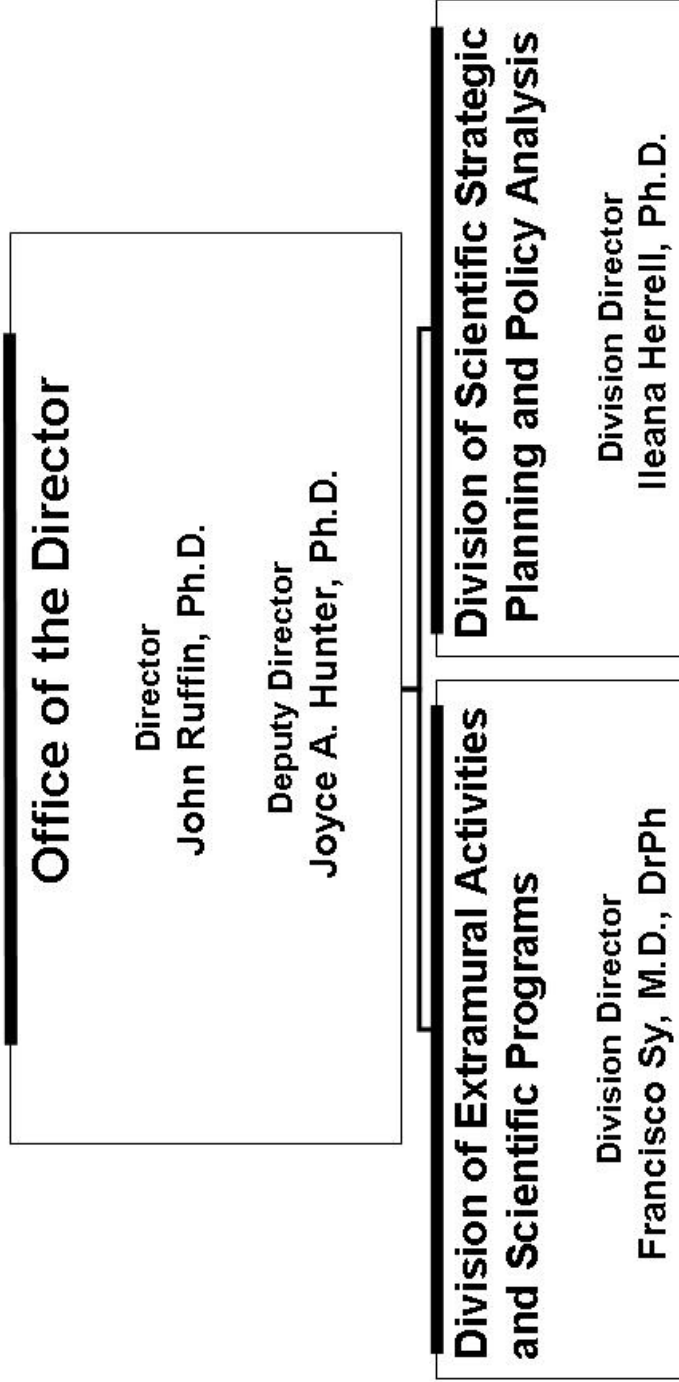 Office of the Director
Director
John Ruffin, Ph.D.
Deputy Director
Joyce A. Hunter, Ph.D.
Division of Extramural Activities
and Scientific Programs
Division Director
Francisco Sy, M.D., DrPh
Division of Scientific Strategic
Planning and Policy Analysis
Division Director
Ileana Herrell, Ph.D.